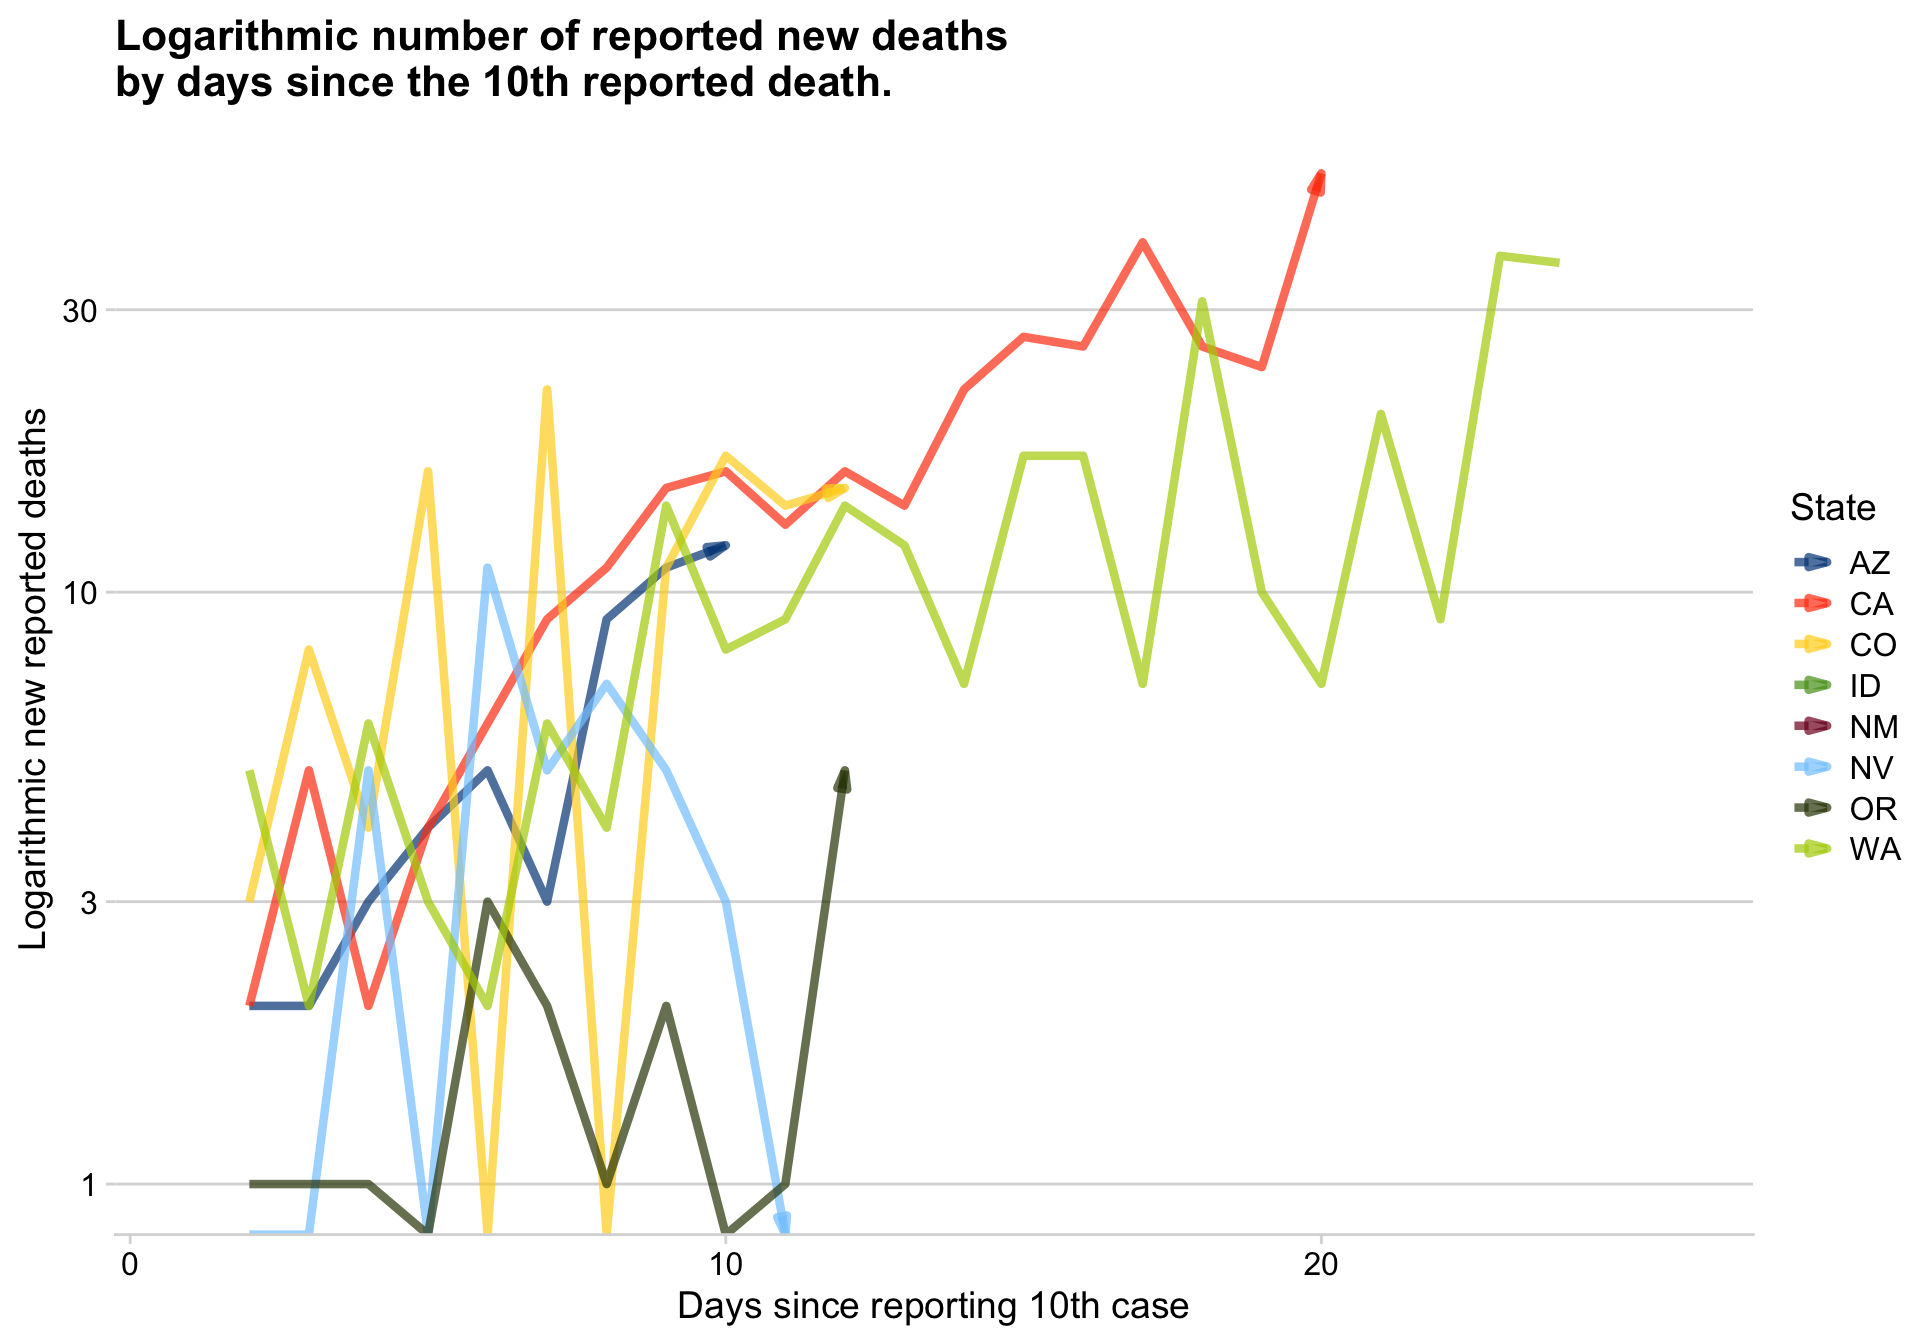 Logarithmic number of reported new deaths
by days since the 10th reported death.
Logarithmic new reported deaths
30
10
3
1
0
10
20
Days since reporting 10th case
State
AZ
CA
CO
ID
NM
NV
OR
WA